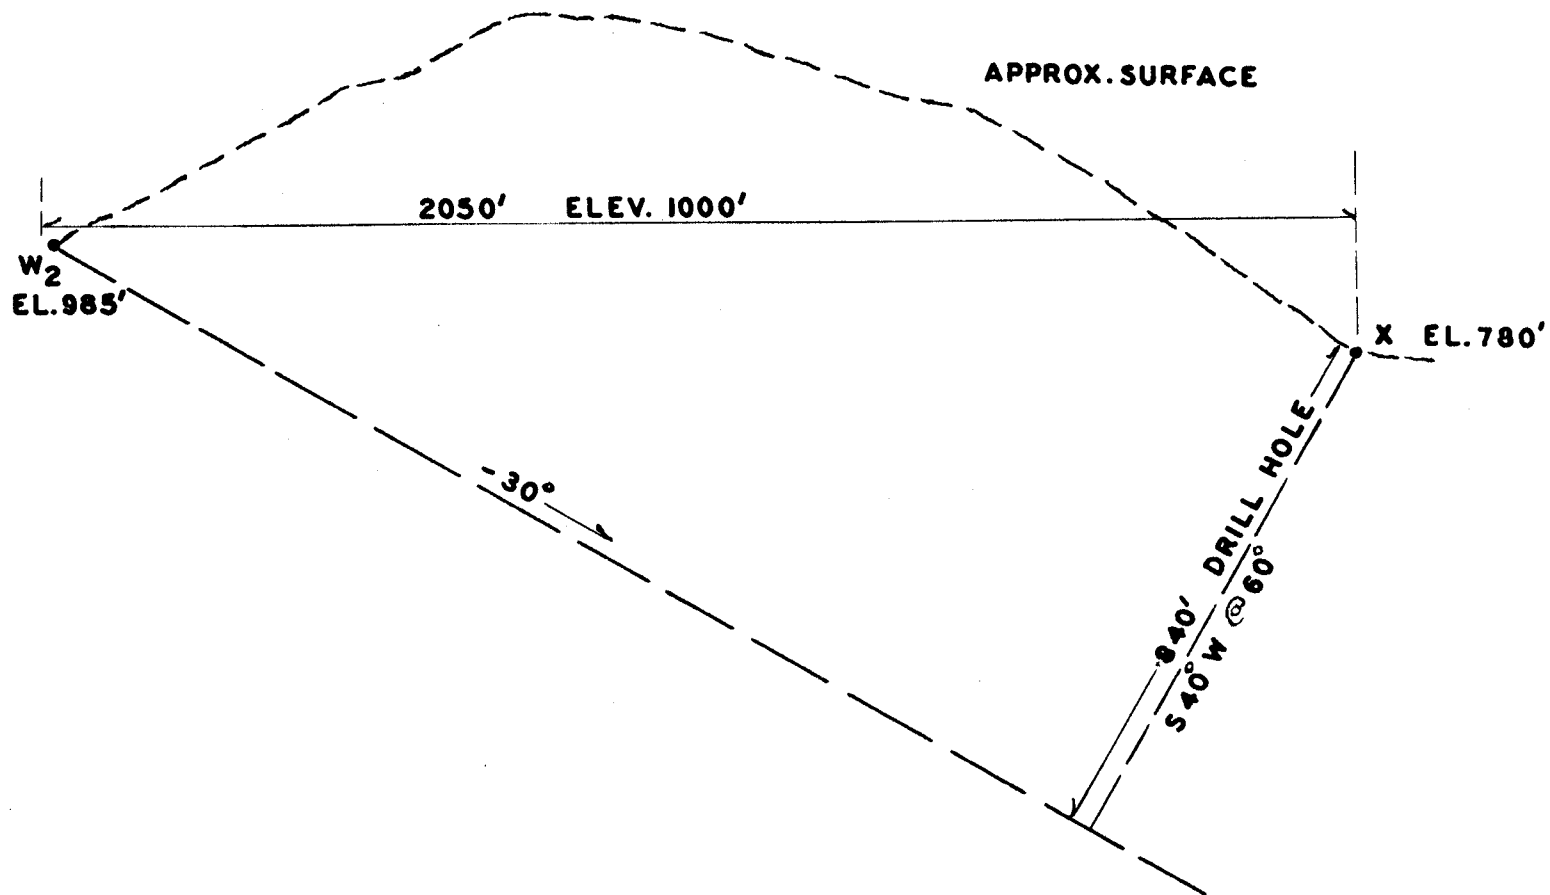 APPROX. SURFACE
2050' ELEV. 1000'
W2
EL. 985'
X EL. 780'
-30°
840' DRILL HOLE
S 40° W @ 60°